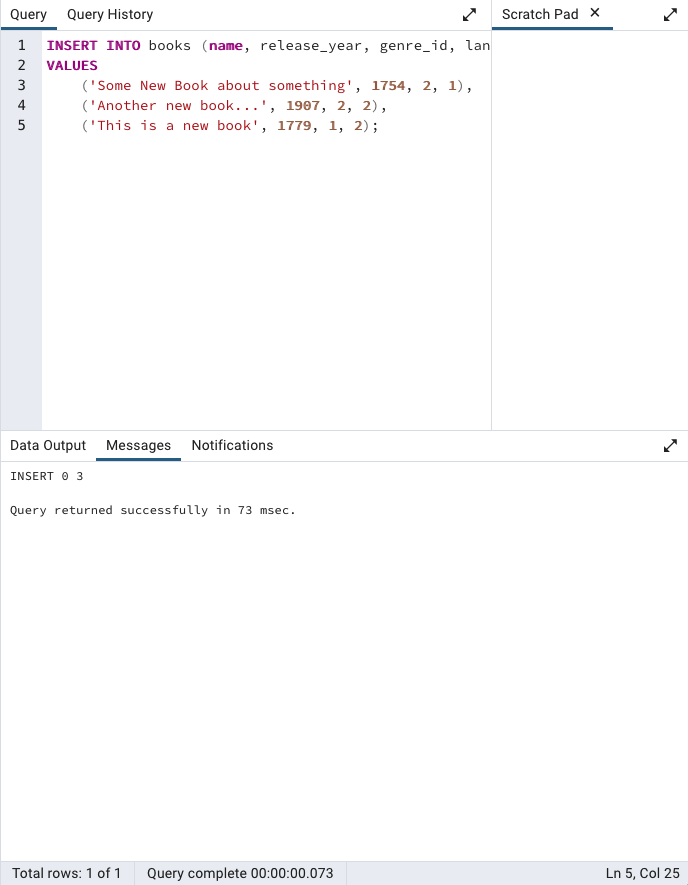 Query Query History
Scratch Pad ✕
1 INSERT INTO books (name, release_year, genre_id, lan
2 VALUES
3 ('Some New Book about something', 1754, 2, 1),
4 ('Another new book...', 1907, 2, 2),
5 ('This is a new book', 1779, 1, 2);
Data Output Messages Notifications
INSERT 0 3
Query returned successfully in 73 msec.
Total rows: 1 of 1 Query complete 00:00:00.073 Ln 5, Col 25